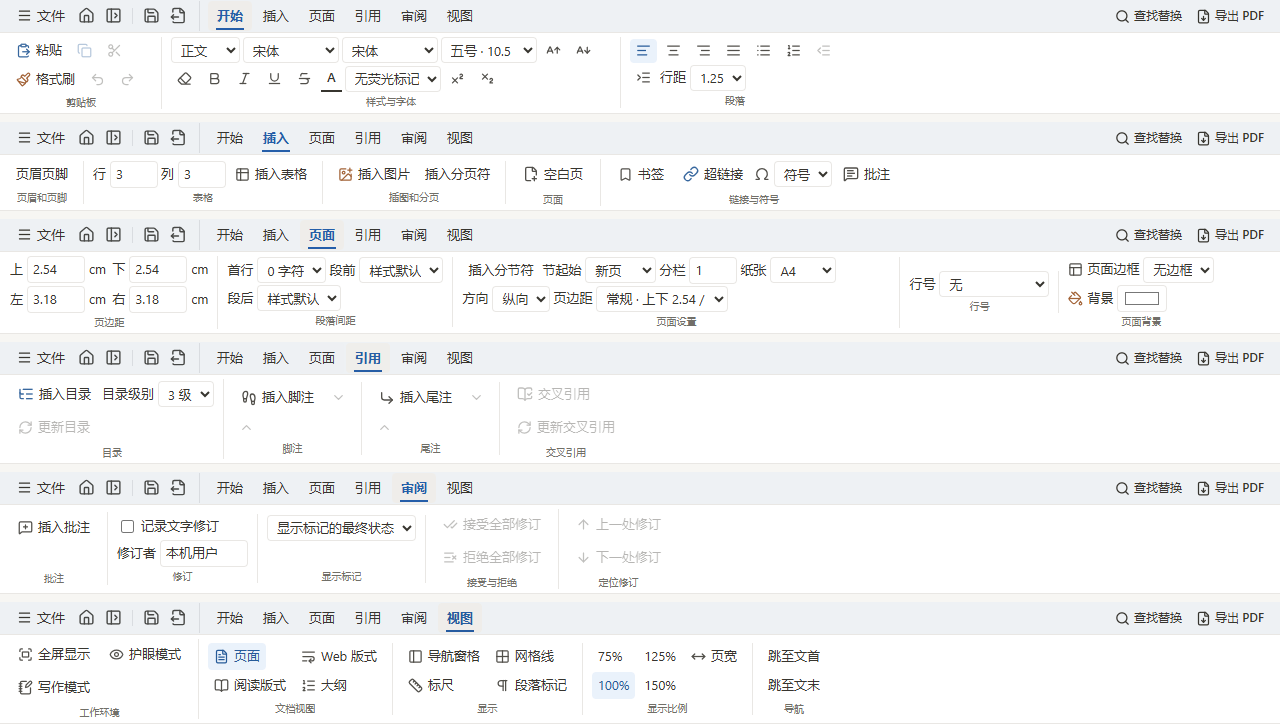 文件 开始 插入 页面 引用 审阅 视图 查找替换 导出 PDF
粘贴 正文 宋体 宋体 五号 · 10.5 A A
格式刷 B I U S A 无荧光标记 x² x₂ 行距 1.25
剪贴板 样式与字体 段落
文件 开始 插入 页面 引用 审阅 视图 查找替换 导出 PDF
页眉页脚 行 3 列 3 插入表格 插入图片 插入分页符 空白页 书签 超链接 Ω 符号 批注
页眉和页脚 表格 插图和分页 页面 链接与符号
文件 开始 插入 页面 引用 审阅 视图 查找替换 导出 PDF
上 2.54 cm 下 2.54 cm 首行 0 字符 段前 样式默认 插入分节符 节起始 新页 分栏 1 纸张 A4 行号 无 页面边框 无边框
左 3.18 cm 右 3.18 cm 段后 样式默认 方向 纵向 页边距 常规 · 上下 2.54 / 背景
页边距 段落间距 页面设置 行号 页面背景
文件 开始 插入 页面 引用 审阅 视图 查找替换 导出 PDF
插入目录 目录级别 3 级 插入脚注 插入尾注 交叉引用
更新目录 更新交叉引用
目录 脚注 尾注 交叉引用
文件 开始 插入 页面 引用 审阅 视图 查找替换 导出 PDF
插入批注 记录文字修订 显示标记的最终状态 接受全部修订 上一处修订
修订者 本机用户 拒绝全部修订 下一处修订
批注 修订 显示标记 接受与拒绝 定位修订
文件 开始 插入 页面 引用 审阅 视图 查找替换 导出 PDF
全屏显示 护眼模式 页面 Web 版式 导航窗格 网格线 75% 125% 页宽 跳至文首
写作模式 阅读版式 大纲 标尺 段落标记 100% 150% 跳至文末
工作环境 文档视图 显示 显示比例 导航